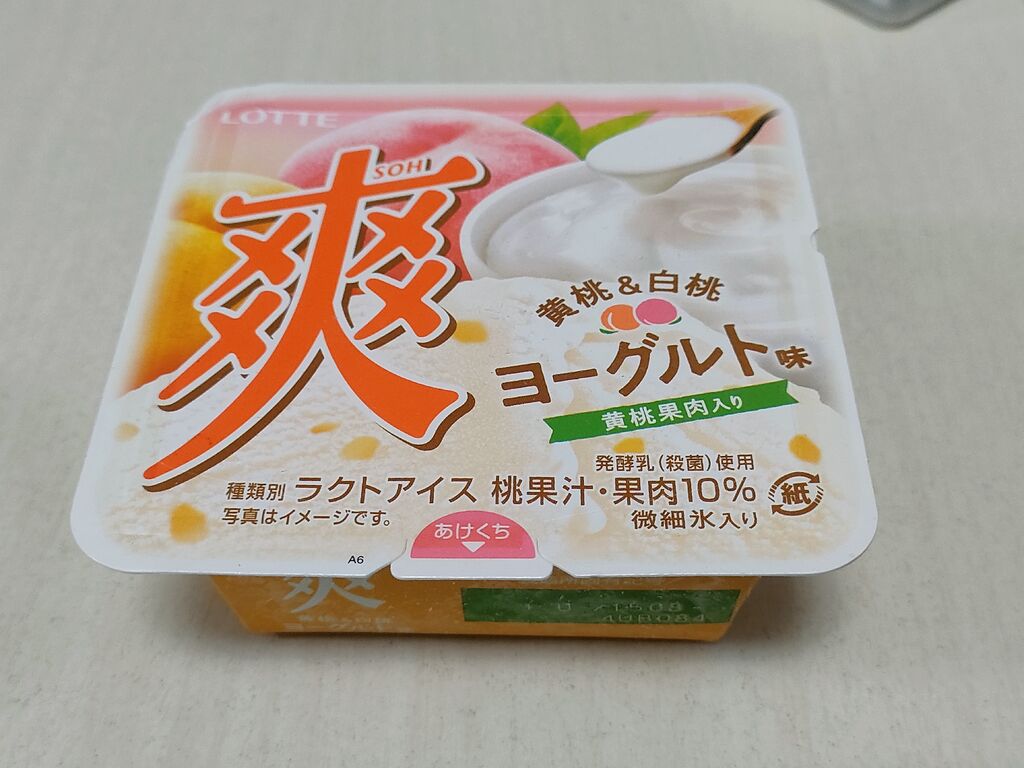 LOTTE
SOHI
爽
黄桃&白桃
ヨーグルト味
黄桃果肉入り
発酵乳(殺菌)使用
種類別 ラクトアイス 桃果汁・果肉10%
紙
写真はイメージです。
微細氷入り
あけくち
A6
爽